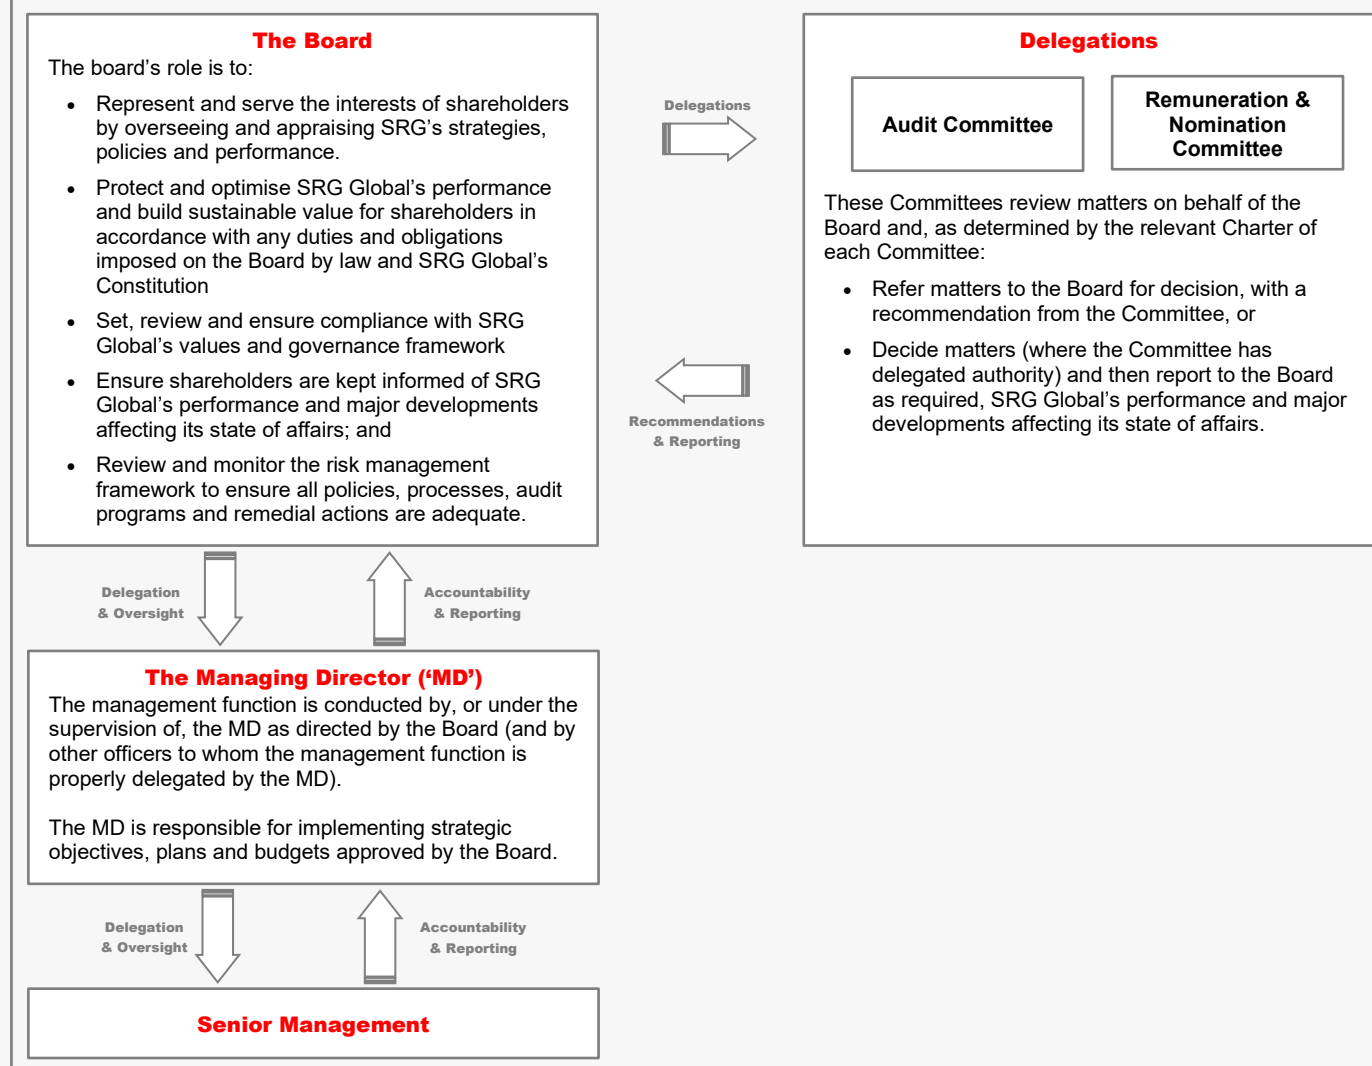 The Board
The board’s role is to:
• Represent and serve the interests of shareholders
by overseeing and appraising SRG’s strategies,
policies and performance.
• Protect and optimise SRG Global’s performance
and build sustainable value for shareholders in
accordance with any duties and obligations
imposed on the Board by law and SRG Global’s
Constitution
• Set, review and ensure compliance with SRG
Global’s values and governance framework
• Ensure shareholders are kept informed of SRG
Global’s performance and major developments
affecting its state of affairs; and
• Review and monitor the risk management
framework to ensure all policies, processes, audit
programs and remedial actions are adequate.
Delegations
Recommendations
& Reporting
Delegations
Audit Committee
Remuneration &
Nomination
Committee
These Committees review matters on behalf of the
Board and, as determined by the relevant Charter of
each Committee:
• Refer matters to the Board for decision, with a
recommendation from the Committee, or
• Decide matters (where the Committee has
delegated authority) and then report to the Board
as required, SRG Global’s performance and major
developments affecting its state of affairs.
Delegation
& Oversight
Accountability
& Reporting
The Managing Director (‘MD’)
The management function is conducted by, or under the
supervision of, the MD as directed by the Board (and by
other officers to whom the management function is
properly delegated by the MD).
The MD is responsible for implementing strategic
objectives, plans and budgets approved by the Board.
Delegation
& Oversight
Accountability
& Reporting
Senior Management